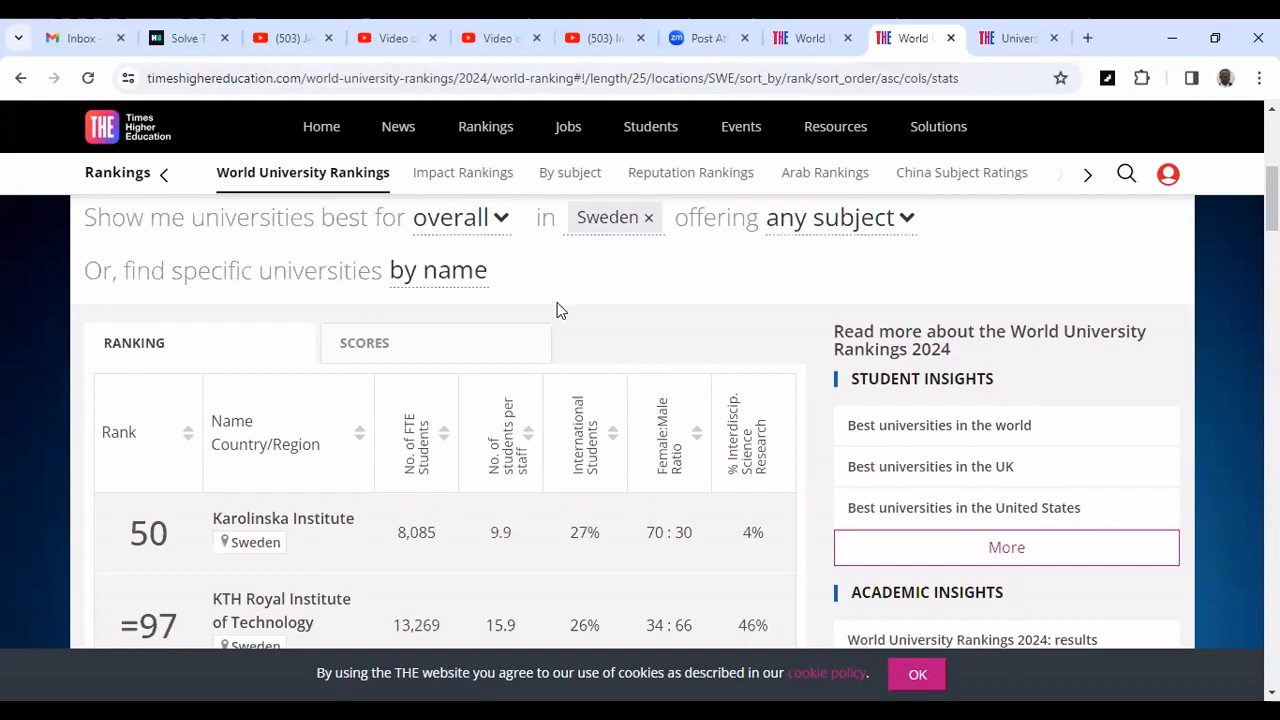 Inbox -
Solve T
(503) JA
Video c
Video c
(503) In
Post At
World U
World U
Univers
timeshighereducation.com/world-university-rankings/2024/world-ranking#!/length/25/locations/SWE/sort_by/rank/sort_order/asc/cols/stats
THE Times Higher Education
Home News Rankings Jobs Students Events Resources Solutions
Rankings World University Rankings Impact Rankings By subject Reputation Rankings Arab Rankings China Subject Ratings
Show me universities best for overall in Sweden × offering any subject
Or, find specific universities by name
RANKING SCORES
Rank
Name
Country/Region
No. of FTE
Students
No. of
students per
staff
International
Students
Female:Male
Ratio
% Interdiscip.
Science
Research
50 Karolinska Institute 8,085 9.9 27% 70 : 30 4%
Sweden
=97 KTH Royal Institute
of Technology 13,269 15.9 26% 34 : 66 46%
Sweden
Read more about the World University
Rankings 2024
STUDENT INSIGHTS
Best universities in the world
Best universities in the UK
Best universities in the United States
More
ACADEMIC INSIGHTS
World University Rankings 2024: results
By using the THE website you agree to our use of cookies as described in our cookie policy.
OK